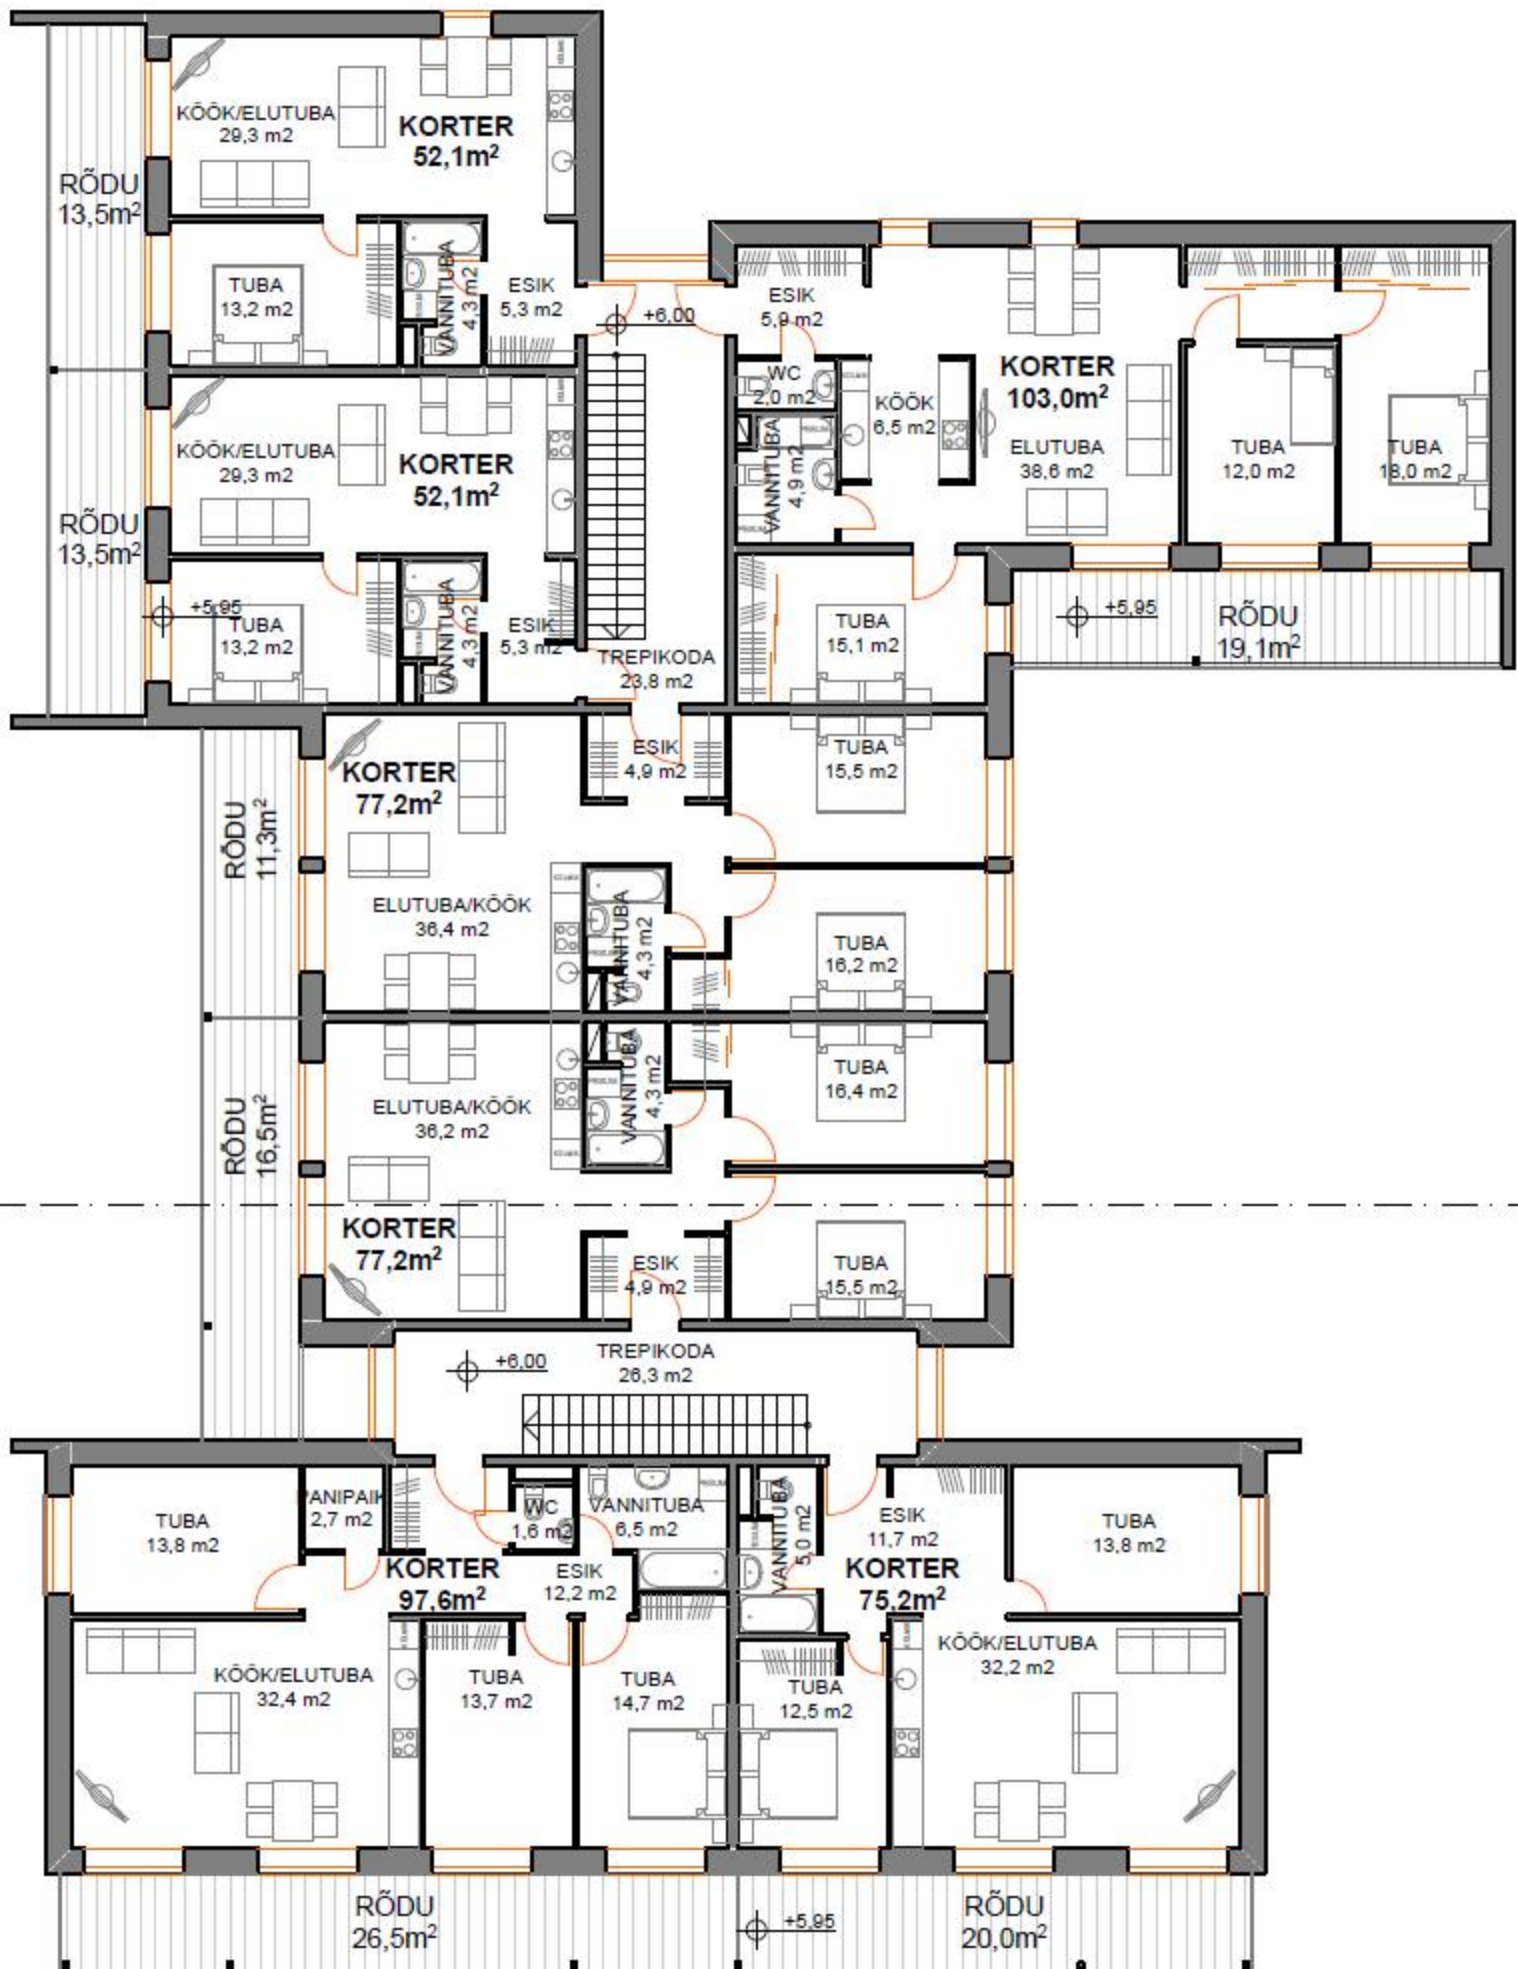 KÖÖK/ELUTUBA
29,3 m2
KORTER
52,1m²
RÕDU
13,5m²
TUBA
13,2 m2
VANNITUBA
4,3 m2
ESIK
5,3 m2
+6,00
ESIK
5,9 m2
WC
2,0 m2
KÖÖK
6,5 m2
VANNITUBA
4,9 m2
KORTER
103,0m²
ELUTUBA
38,6 m2
TUBA
12,0 m2
TUBA
18,0 m2
KÖÖK/ELUTUBA
29,3 m2
KORTER
52,1m²
RÕDU
13,5m²
+5,95
TUBA
13,2 m2
VANNITUBA
4,3 m2
ESIK
5,3 m2
TREPIKODA
23,8 m2
TUBA
15,1 m2
+5,95
RÕDU
19,1m²
RÕDU
11,3m²
KORTER
77,2m²
ESIK
4,9 m2
TUBA
15,5 m2
ELUTUBA/KÖÖK
36,4 m2
VANNITUBA
4,3 m2
TUBA
16,2 m2
RÕDU
16,5m²
ELUTUBA/KÖÖK
36,2 m2
VANNITUBA
4,3 m2
TUBA
16,4 m2
KORTER
77,2m²
ESIK
4,9 m2
TUBA
15,5 m2
TREPIKODA
26,3 m2
+6,00
TUBA
13,8 m2
PANIPAIK
2,7 m2
KORTER
97,6m²
WC
1,6 m2
VANNITUBA
6,5 m2
ESIK
12,2 m2
VANNITUBA
5,0 m2
ESIK
11,7 m2
KORTER
75,2m²
TUBA
13,8 m2
KÖÖK/ELUTUBA
32,4 m2
TUBA
13,7 m2
TUBA
14,7 m2
TUBA
12,5 m2
KÖÖK/ELUTUBA
32,2 m2
RÕDU
26,5m²
+5,95
RÕDU
20,0m²